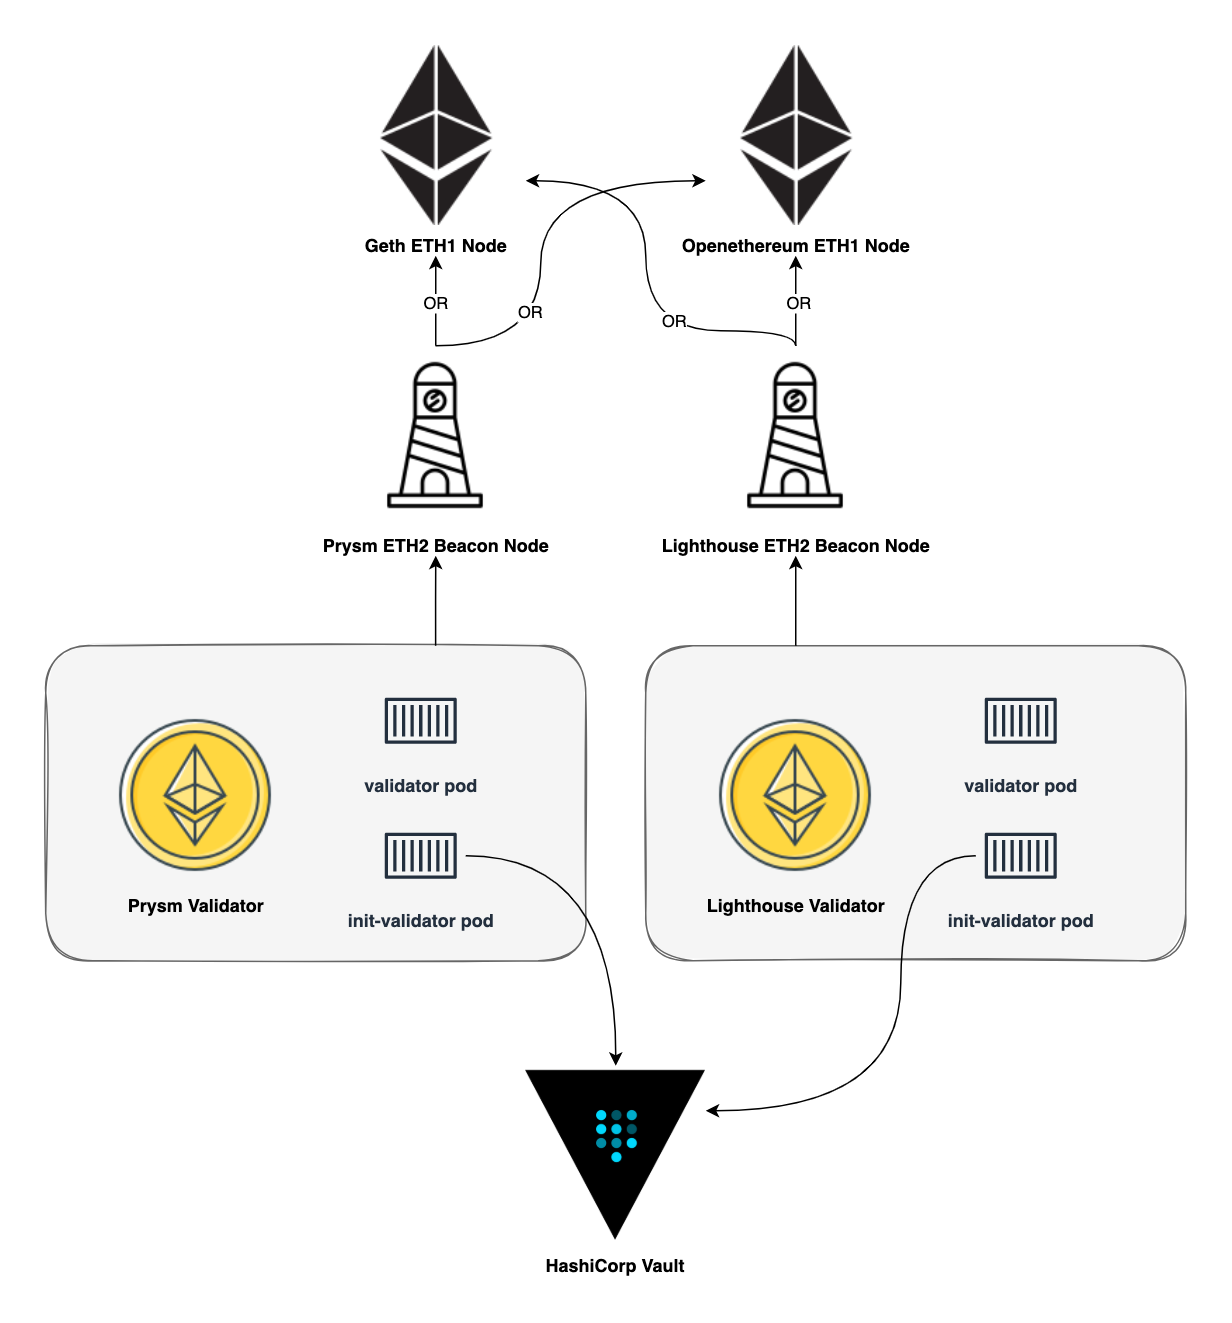 Geth ETH1 Node
Openethereum ETH1 Node
OR
OR
OR
OR
Prysm ETH2 Beacon Node
Lighthouse ETH2 Beacon Node
validator pod
validator pod
Prysm Validator
Lighthouse Validator
init-validator pod
init-validator pod
HashiCorp Vault